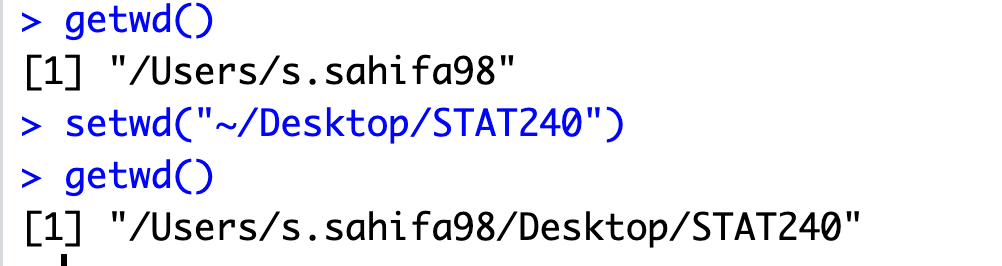 > getwd()
[1] "/Users/s.sahifa98"
> setwd("~/Desktop/STAT240")
> getwd()
[1] "/Users/s.sahifa98/Desktop/STAT240"